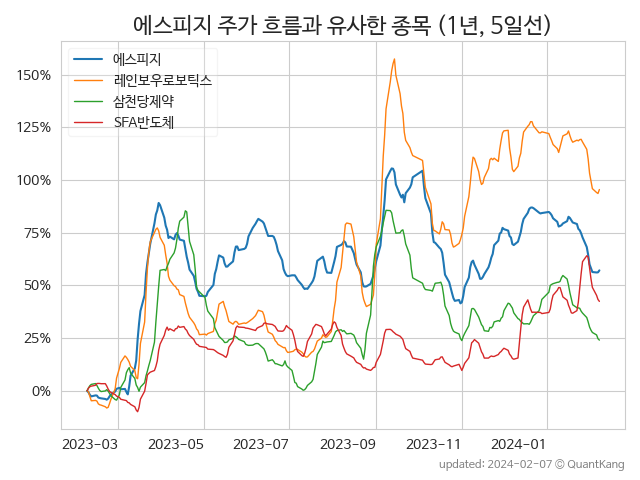 에스피지 주가 흐름과 유사한 종목 (1년, 5일선)
에스피지
레인보우로보틱스
삼천당제약
SFA반도체
150%
125%
100%
75%
50%
25%
0%
2023-03 2023-05 2023-07 2023-09 2023-11 2024-01
updated: 2024-02-07 © QuantKang